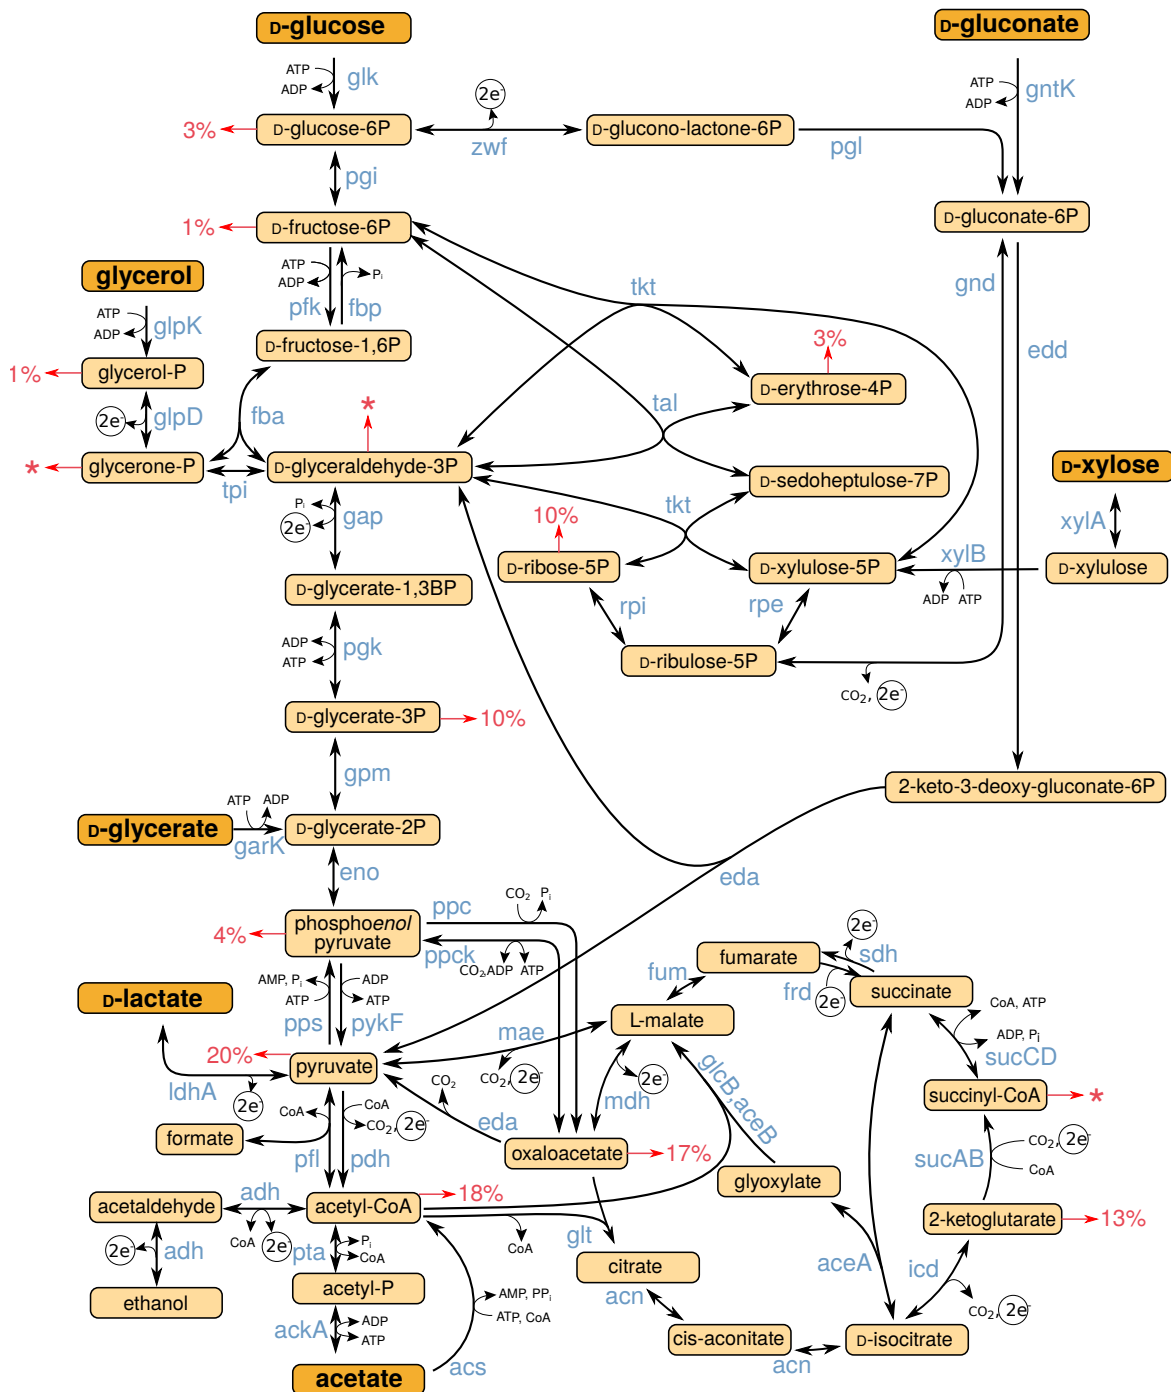 D-glucose
D-gluconate
ATP
ADP
glk
2e⁻
ATP
ADP
gntK
3%
D-glucose-6P
zwf
D-glucono-lactone-6P
pgl
pgi
1%
D-fructose-6P
D-gluconate-6P
glycerol
ATP
ADP
Pᵢ
pfk
fbp
tkt
gnd
ATP
ADP
glpK
D-fructose-1,6P
3%
edd
1%
glycerol-P
D-erythrose-4P
2e⁻
glpD
fba
*
tal
*
glycerone-P
tpi
D-glyceraldehyde-3P
D-sedoheptulose-7P
D-xylose
Pᵢ
2e⁻
gap
10%
tkt
xylA
D-ribose-5P
D-xylulose-5P
xylB
D-xylulose
D-glycerate-1,3BP
rpi
rpe
ADP
ATP
ADP
ATP
pgk
D-ribulose-5P
CO₂, 2e⁻
D-glycerate-3P
10%
gpm
2-keto-3-deoxy-gluconate-6P
ATP
ADP
D-glycerate
garK
D-glycerate-2P
eno
eda
phosphoenol
pyruvate
4%
ppc
CO₂
Pᵢ
ppck
CO₂,ADP
ATP
2e⁻
sdh
fumarate
fum
frd
2e⁻
succinate
AMP, Pᵢ
ATP
ADP
ATP
pps
pykF
D-lactate
L-malate
CoA, ATP
ADP, Pᵢ
sucCD
20%
pyruvate
mae
CO₂, 2e⁻
ldhA
2e⁻
CoA
CoA
CO₂, 2e⁻
CO₂
2e
mdh
glcB,aceB
succinyl-CoA
*
formate
pfl
pdh
eda
oxaloacetate
17%
sucAB
CO₂, 2e⁻
CoA
glyoxylate
acetaldehyde
adh
acetyl-CoA
18%
2-ketoglutarate
13%
2e⁻
adh
CoA
2e⁻
pta
Pᵢ
CoA
CoA
glt
citrate
aceA
icd
ethanol
acetyl-P
AMP, PPᵢ
ATP, CoA
acn
CO₂, 2e⁻
ackA
ADP
ATP
cis-aconitate
acn
D-isocitrate
acetate
acs